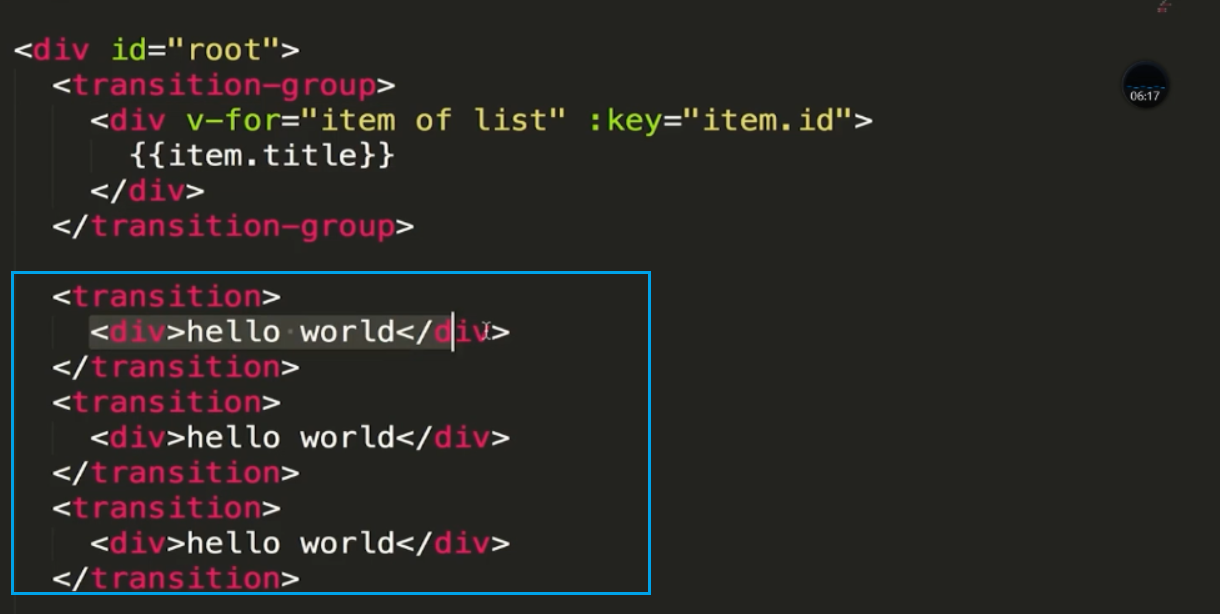 <div id="root">
<transition-group>
<div v-for="item of list" :key="item.id">
{{item.title}}
</div>
</transition-group>
<transition>
<div>hello world</div>
</transition>
<transition>
<div>hello world</div>
</transition>
<transition>
<div>hello world</div>
</transition>
06:17